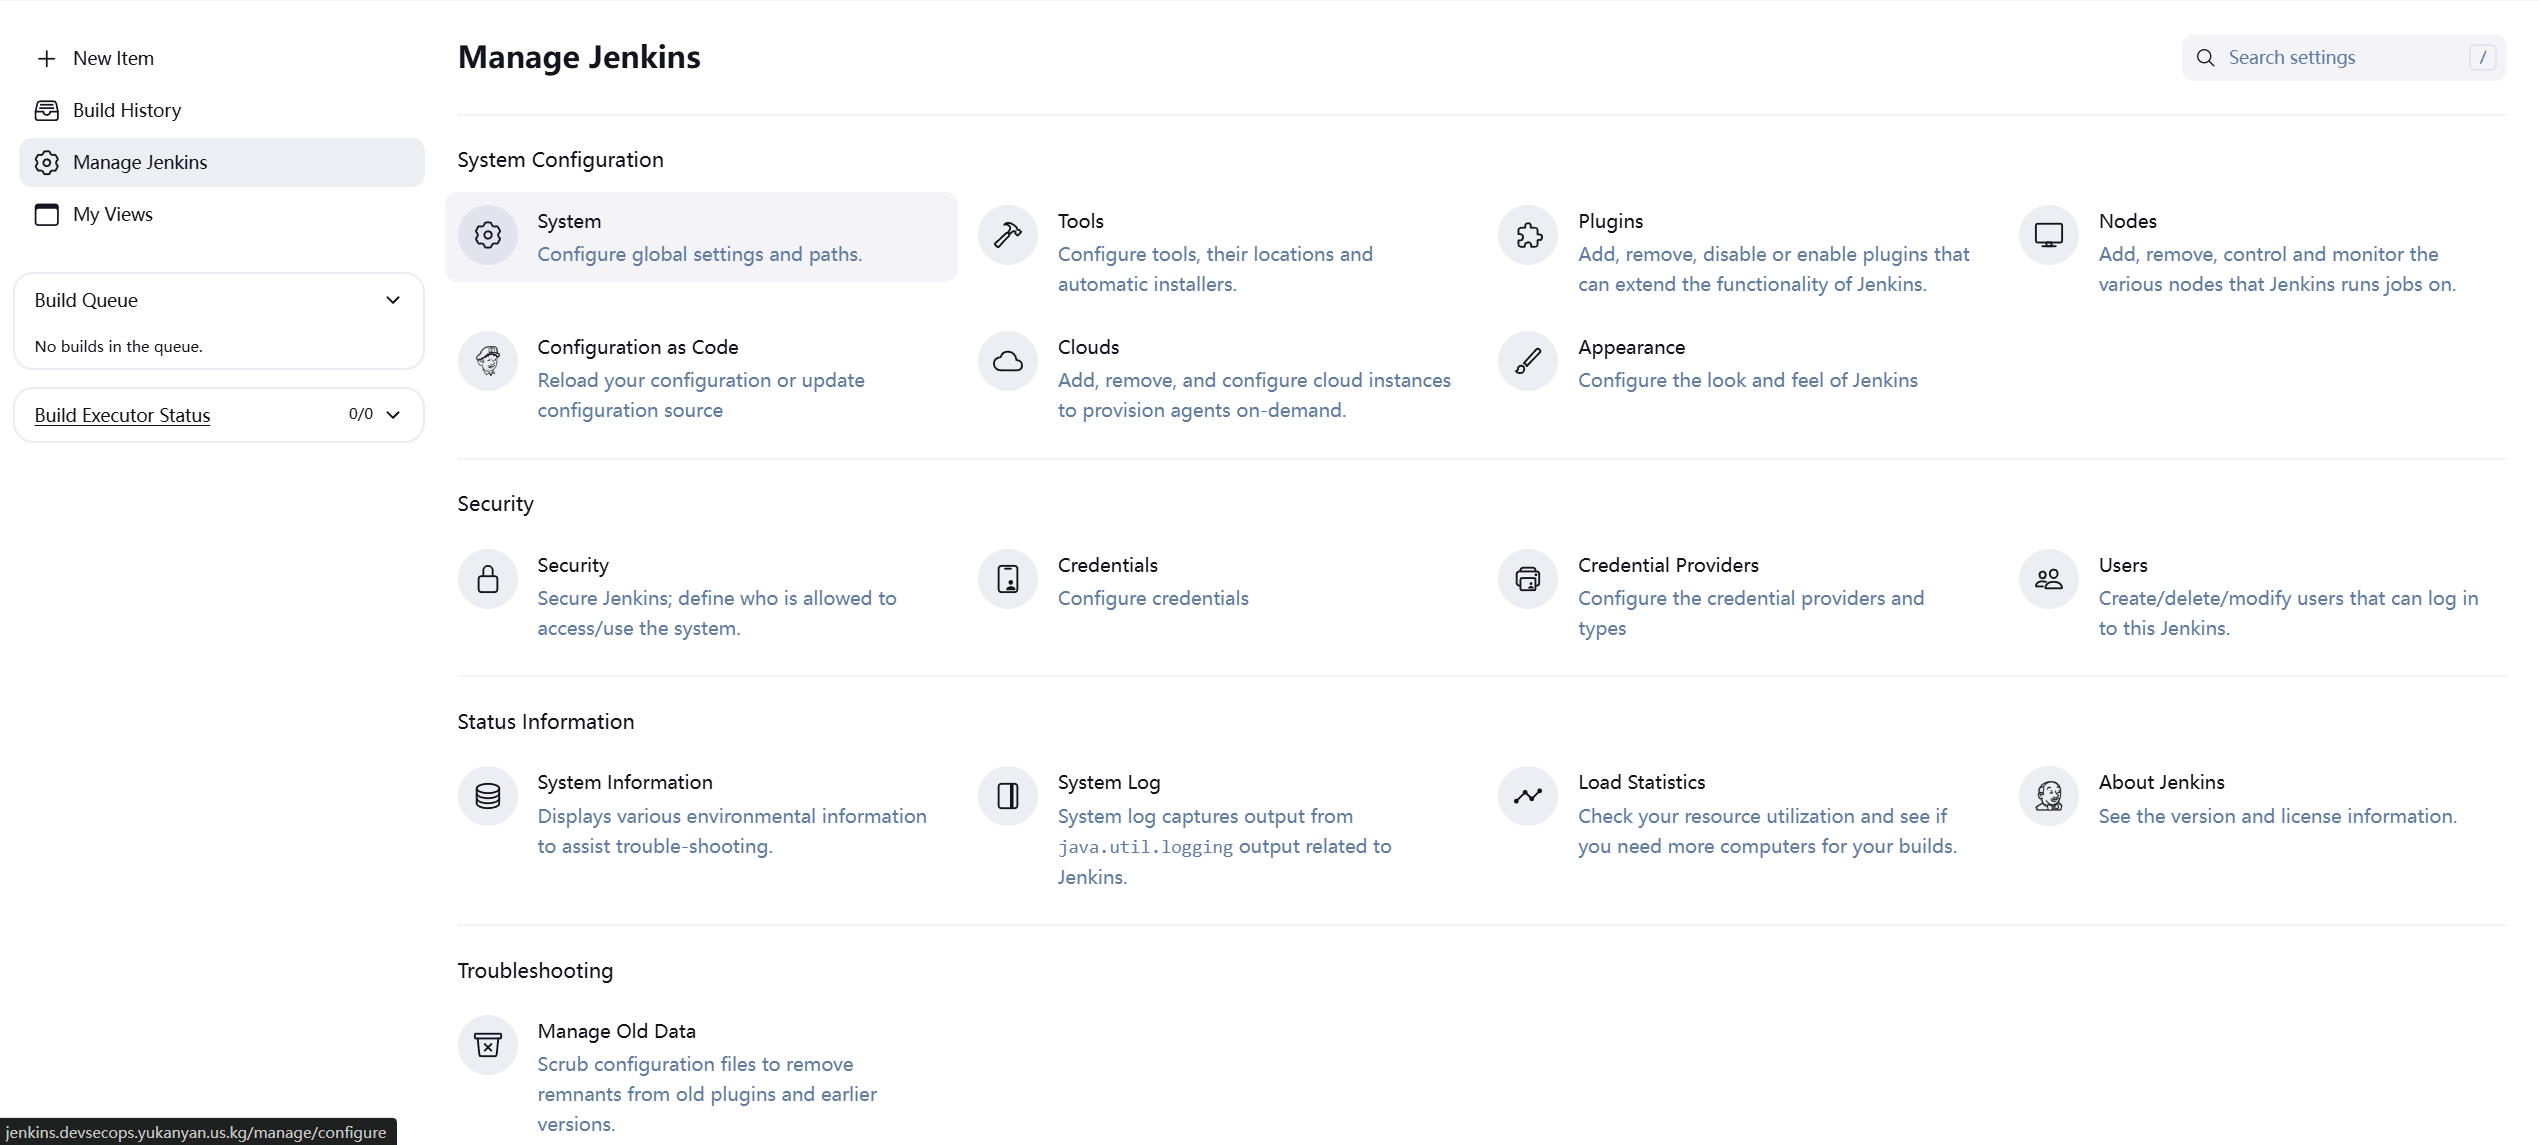 New Item
Build History
Manage Jenkins
My Views
Build Queue
No builds in the queue.
Build Executor Status
0/0
Manage Jenkins
Search settings
/
System Configuration
System
Configure global settings and paths.
Tools
Configure tools, their locations and
automatic installers.
Plugins
Add, remove, disable or enable plugins that
can extend the functionality of Jenkins.
Nodes
Add, remove, control and monitor the
various nodes that Jenkins runs jobs on.
Configuration as Code
Reload your configuration or update
configuration source
Clouds
Add, remove, and configure cloud instances
to provision agents on-demand.
Appearance
Configure the look and feel of Jenkins
Security
Security
Secure Jenkins; define who is allowed to
access/use the system.
Credentials
Configure credentials
Credential Providers
Configure the credential providers and
types
Users
Create/delete/modify users that can log in
to this Jenkins.
Status Information
System Information
Displays various environmental information
to assist trouble-shooting.
System Log
System log captures output from
java.util.logging output related to
Jenkins.
Load Statistics
Check your resource utilization and see if
you need more computers for your builds.
About Jenkins
See the version and license information.
Troubleshooting
Manage Old Data
Scrub configuration files to remove
remnants from old plugins and earlier
versions.
jenkins.devsecops.yukanyan.us.kg/manage/configure